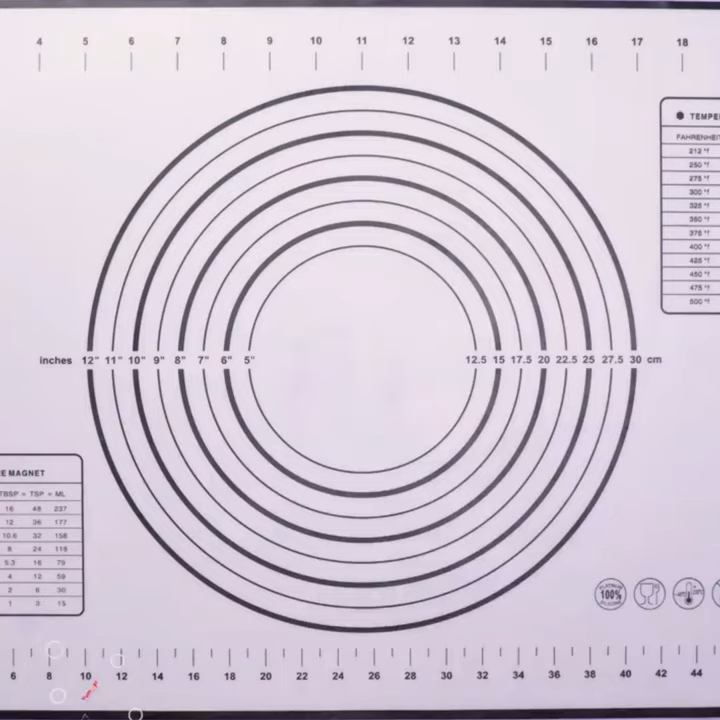 4 5 6 7 8 9 10 11 12 13 14 15 16 17 18
TEMPE
FAHRENHEIT
212 °f
250 °f
275 °f
300 °f
325 °f
350 °f
375 °f
400 °f
425 °f
450 °f
475 °f
500 °f
inches 12" 11" 10" 9" 8" 7" 6" 5" 12.5 15 17.5 20 22.5 25 27.5 30 cm
E MAGNET
TBSP = TSP = ML
16 48 237
12 36 177
10.6 32 158
8 24 118
5.3 16 79
4 12 59
2 6 30
1 3 15
100%
6 8 10 12 14 16 18 20 22 24 26 28 30 32 34 36 38 40 42 44